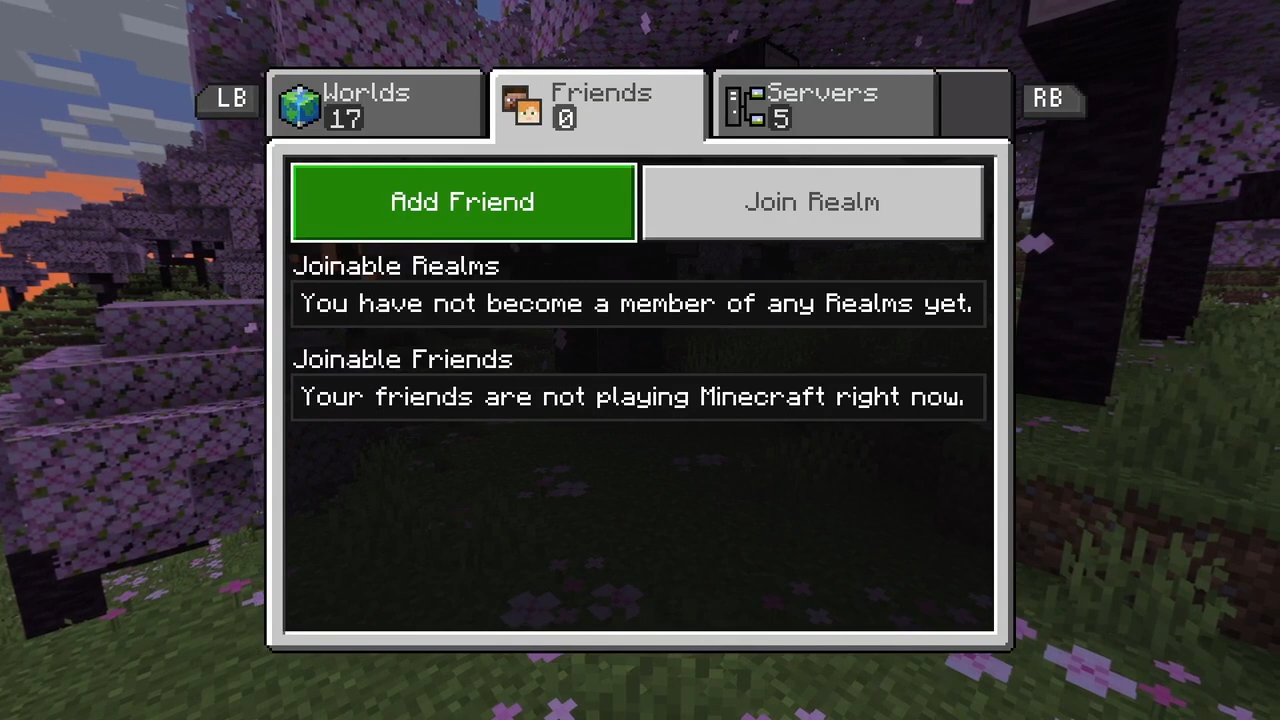 LB
Worlds
17
Friends
0
Servers
5
RB
Add Friend
Join Realm
Joinable Realms
You have not become a member of any Realms yet.
Joinable Friends
Your friends are not playing Minecraft right now.